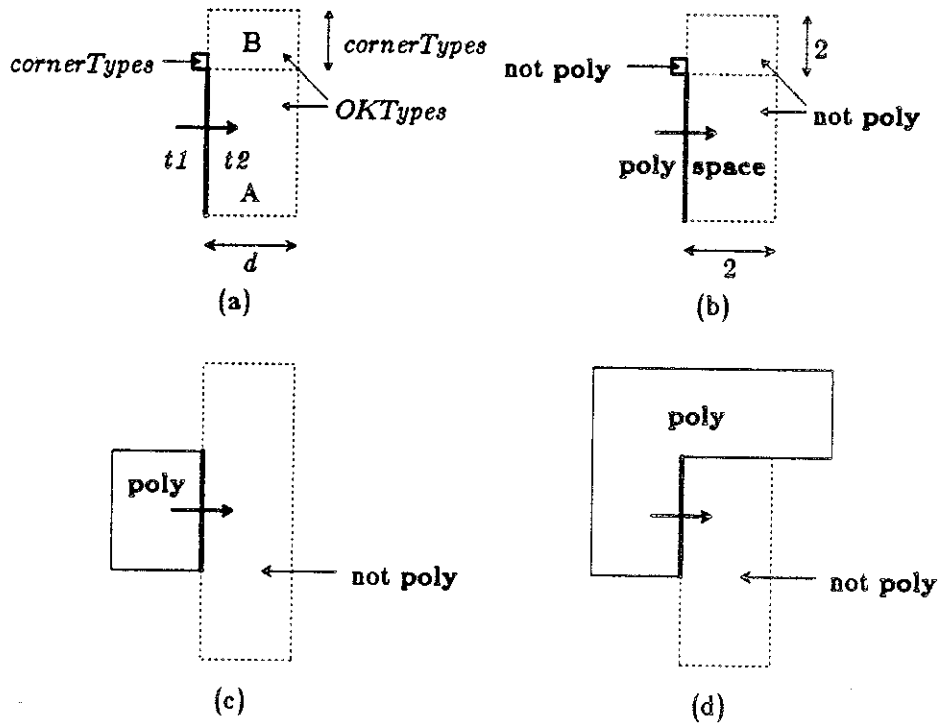 B
cornerTypes
cornerTypes
OKTypes
t1 t2
A
d
(a)
2
not poly
not poly
poly space
2
(b)
poly
not poly
(c)
poly
not poly
(d)